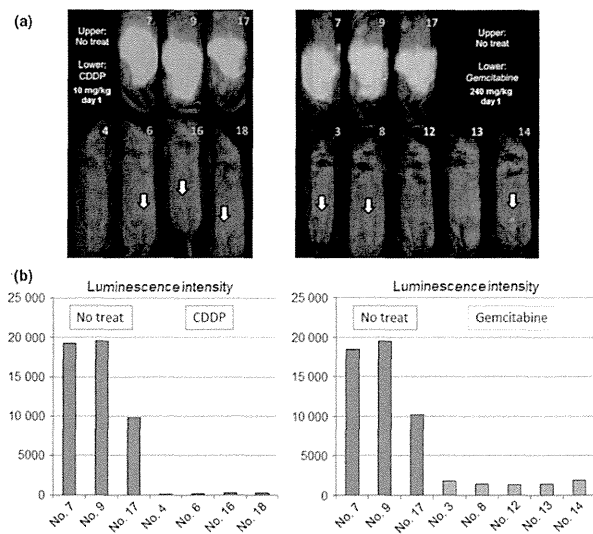 (a)
7 9 17
Upper:
No treat
Lower:
CDDP
10 mg/kg
day 1
4 6 16 18
7 9 17
Upper:
No treat
Lower:
Gemcitabine
240 mg/kg
day 1
3 8 12 13 14
(b)
Luminescence intensity
25 000
20 000
15 000
10 000
5000
0
No treat
CDDP
No. 7 No. 9 No. 17 No. 4 No. 6 No. 16 No. 18
Luminescence intensity
25 000
20 000
15 000
10 000
5000
0
No treat
Gemcitabine
No. 7 No. 9 No. 17 No. 3 No. 8 No. 12 No. 13 No. 14